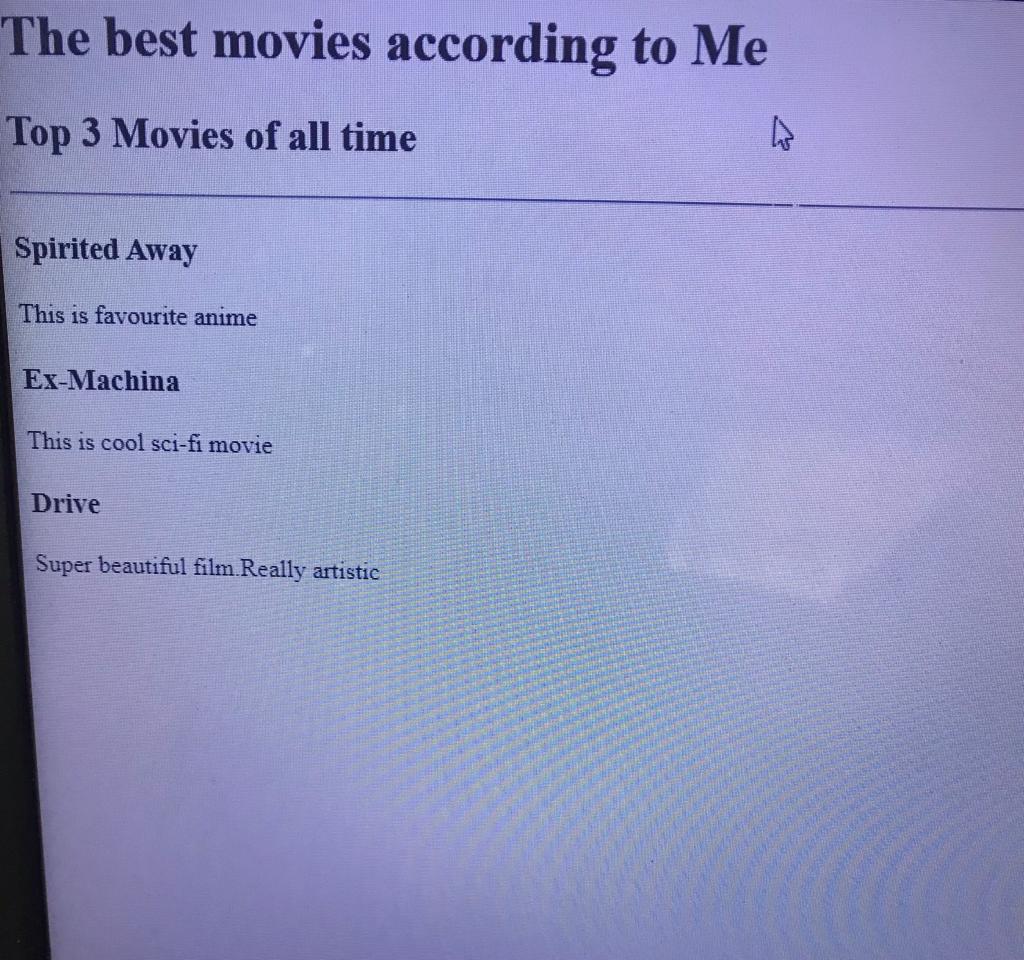 The best movies according to Me
Top 3 Movies of all time
Spirited Away
This is favourite anime
Ex-Machina
This is cool sci-fi movie
Drive
Super beautiful film.Really artistic